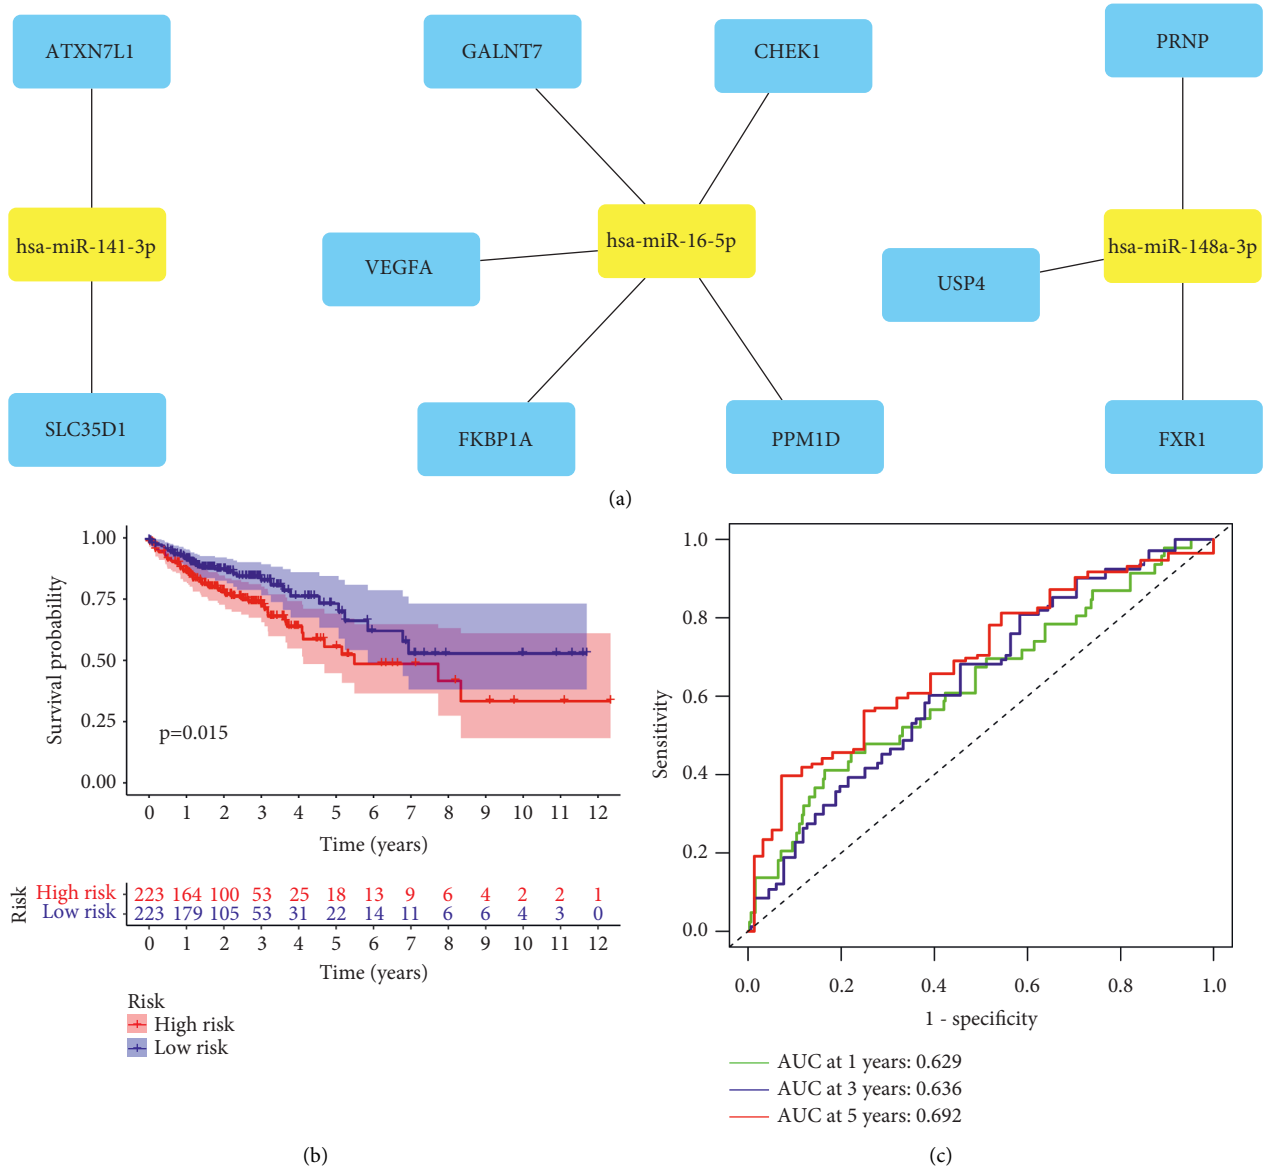 ATXN7L1
GALNT7
CHEK1
PRNP
hsa-miR-141-3p
hsa-miR-16-5p
hsa-miR-148a-3p
VEGFA
USP4
SLC35D1
FKBP1A
PPM1D
FXR1
(a)
Survival probability
1.00
0.75
0.50
0.25
0.00
p=0.015
0 1 2 3 4 5 6 7 8 9 10 11 12
Time (years)
Risk
High risk 223 164 100 53 25 18 13 9 6 4 2 2 1
Low risk 223 179 105 53 31 22 14 11 6 6 4 3 0
0 1 2 3 4 5 6 7 8 9 10 11 12
Time (years)
Risk
High risk
Low risk
(b)
Sensitivity
1.0
0.8
0.6
0.4
0.2
0.0
0.0 0.2 0.4 0.6 0.8 1.0
1 - specificity
AUC at 1 years: 0.629
AUC at 3 years: 0.636
AUC at 5 years: 0.692
(c)